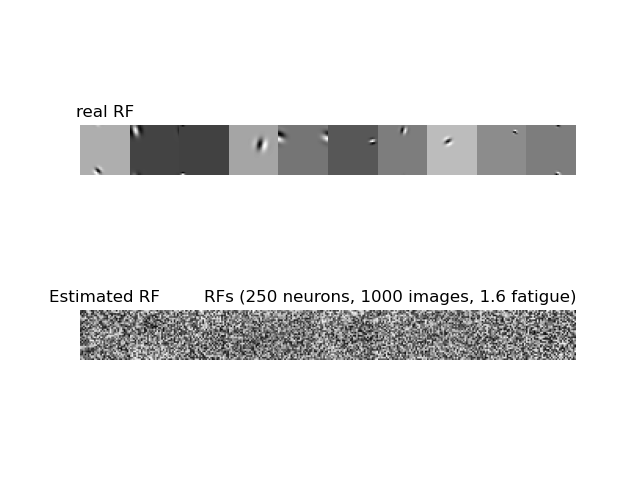 real RF
Estimated RF
RFs (250 neurons, 1000 images, 1.6 fatigue)